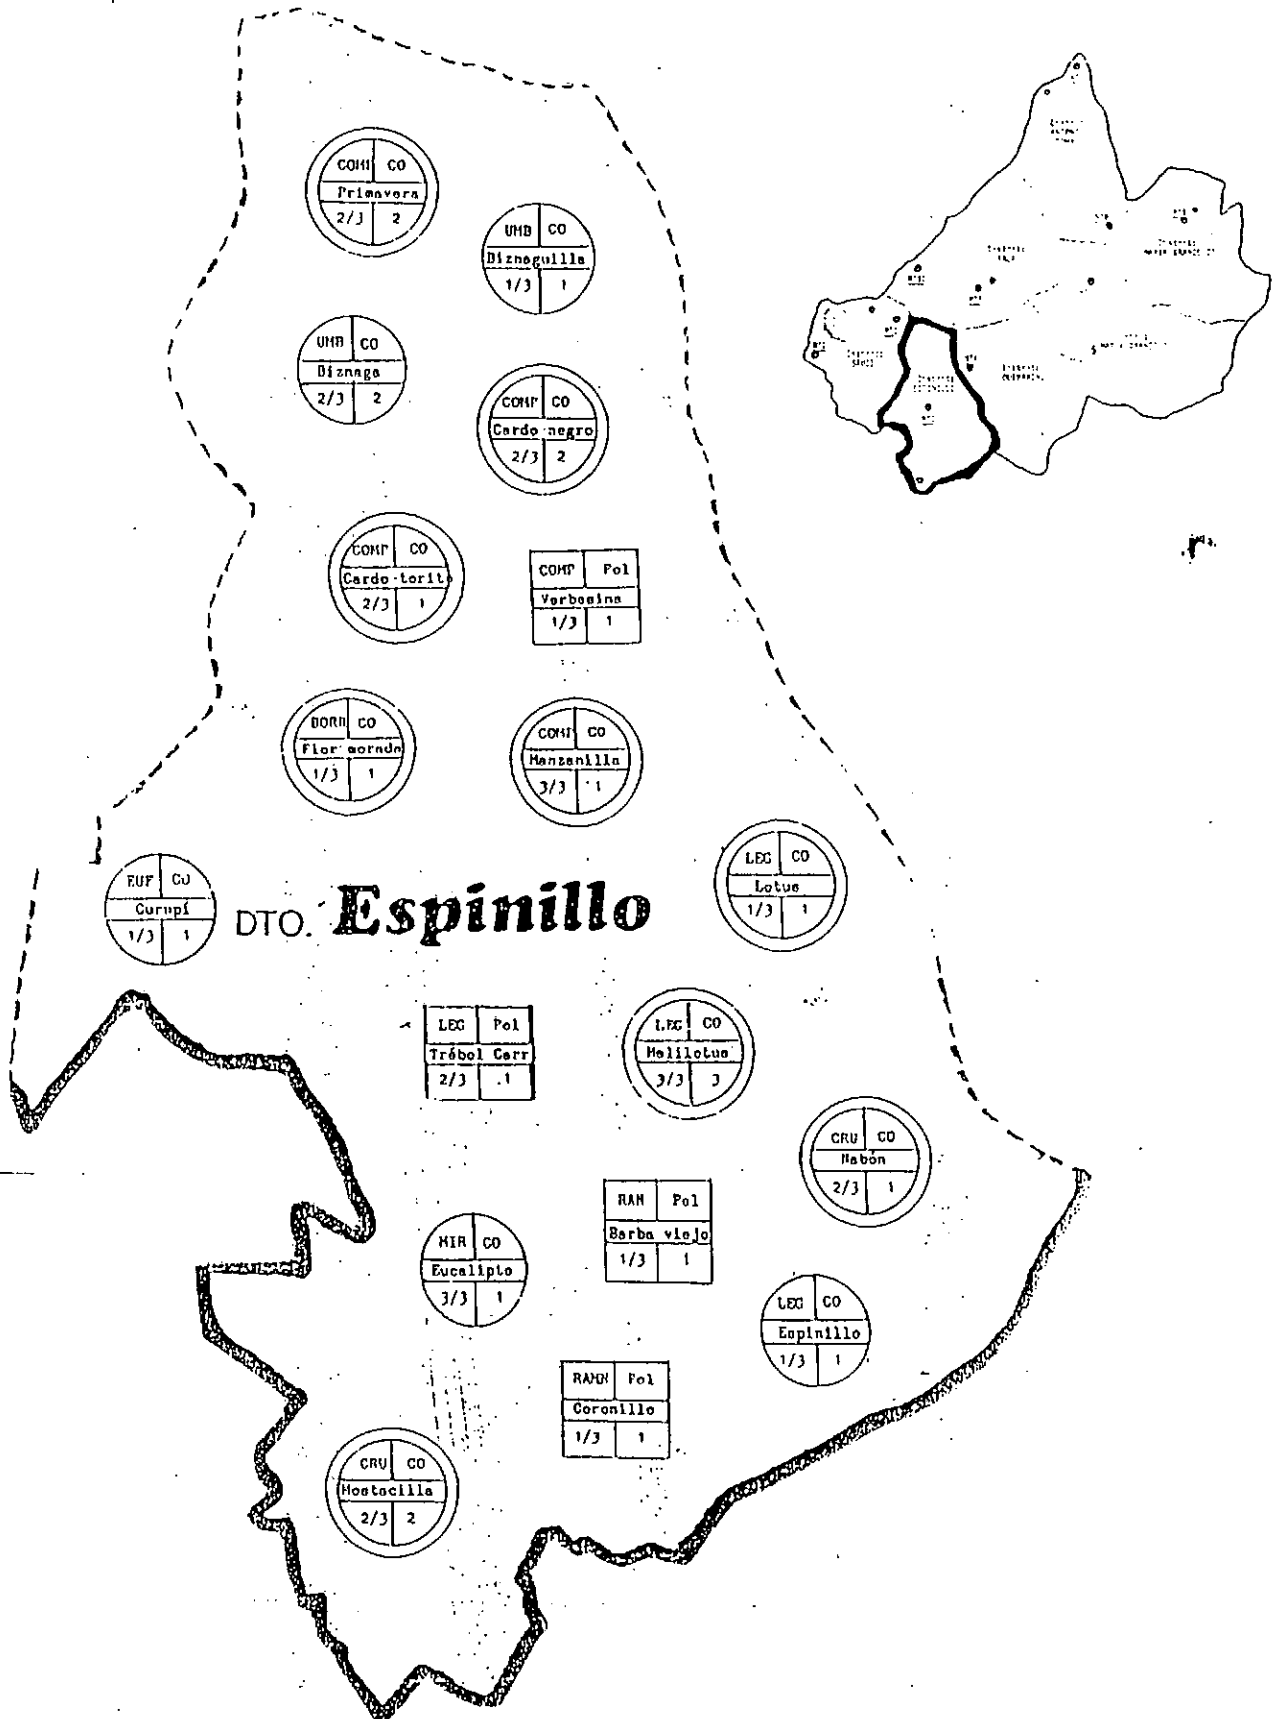 COMP CO
Primavera
2/3 2
UMB CO
Biznaguilla
1/3 1
UMB CO
Biznaga
2/3 2
COMP CO
Cardo negro
2/3 2
COMP CO
Cardo torito
2/3 1
COMP Pol
Verbesina
1/3 1
BORR CO
Flor morada
1/3 1
COMP CO
Manzanilla
3/3 1
LEG CO
Lotus
1/3 1
EUF CO
Curupí
1/3 1
DTO. Espinillo
LEG Pol
Trébol Carr
2/3 .1
LEG CO
Melilotus
3/3 3
CRU CO
Nabón
2/3 1
RAN Pol
Barba viejo
1/3 1
MIR CO
Eucalipto
3/3 1
LEG CO
Espinillo
1/3 1
RAMN Pol
Coronillo
1/3 1
CRU CO
Mostacilla
2/3 2